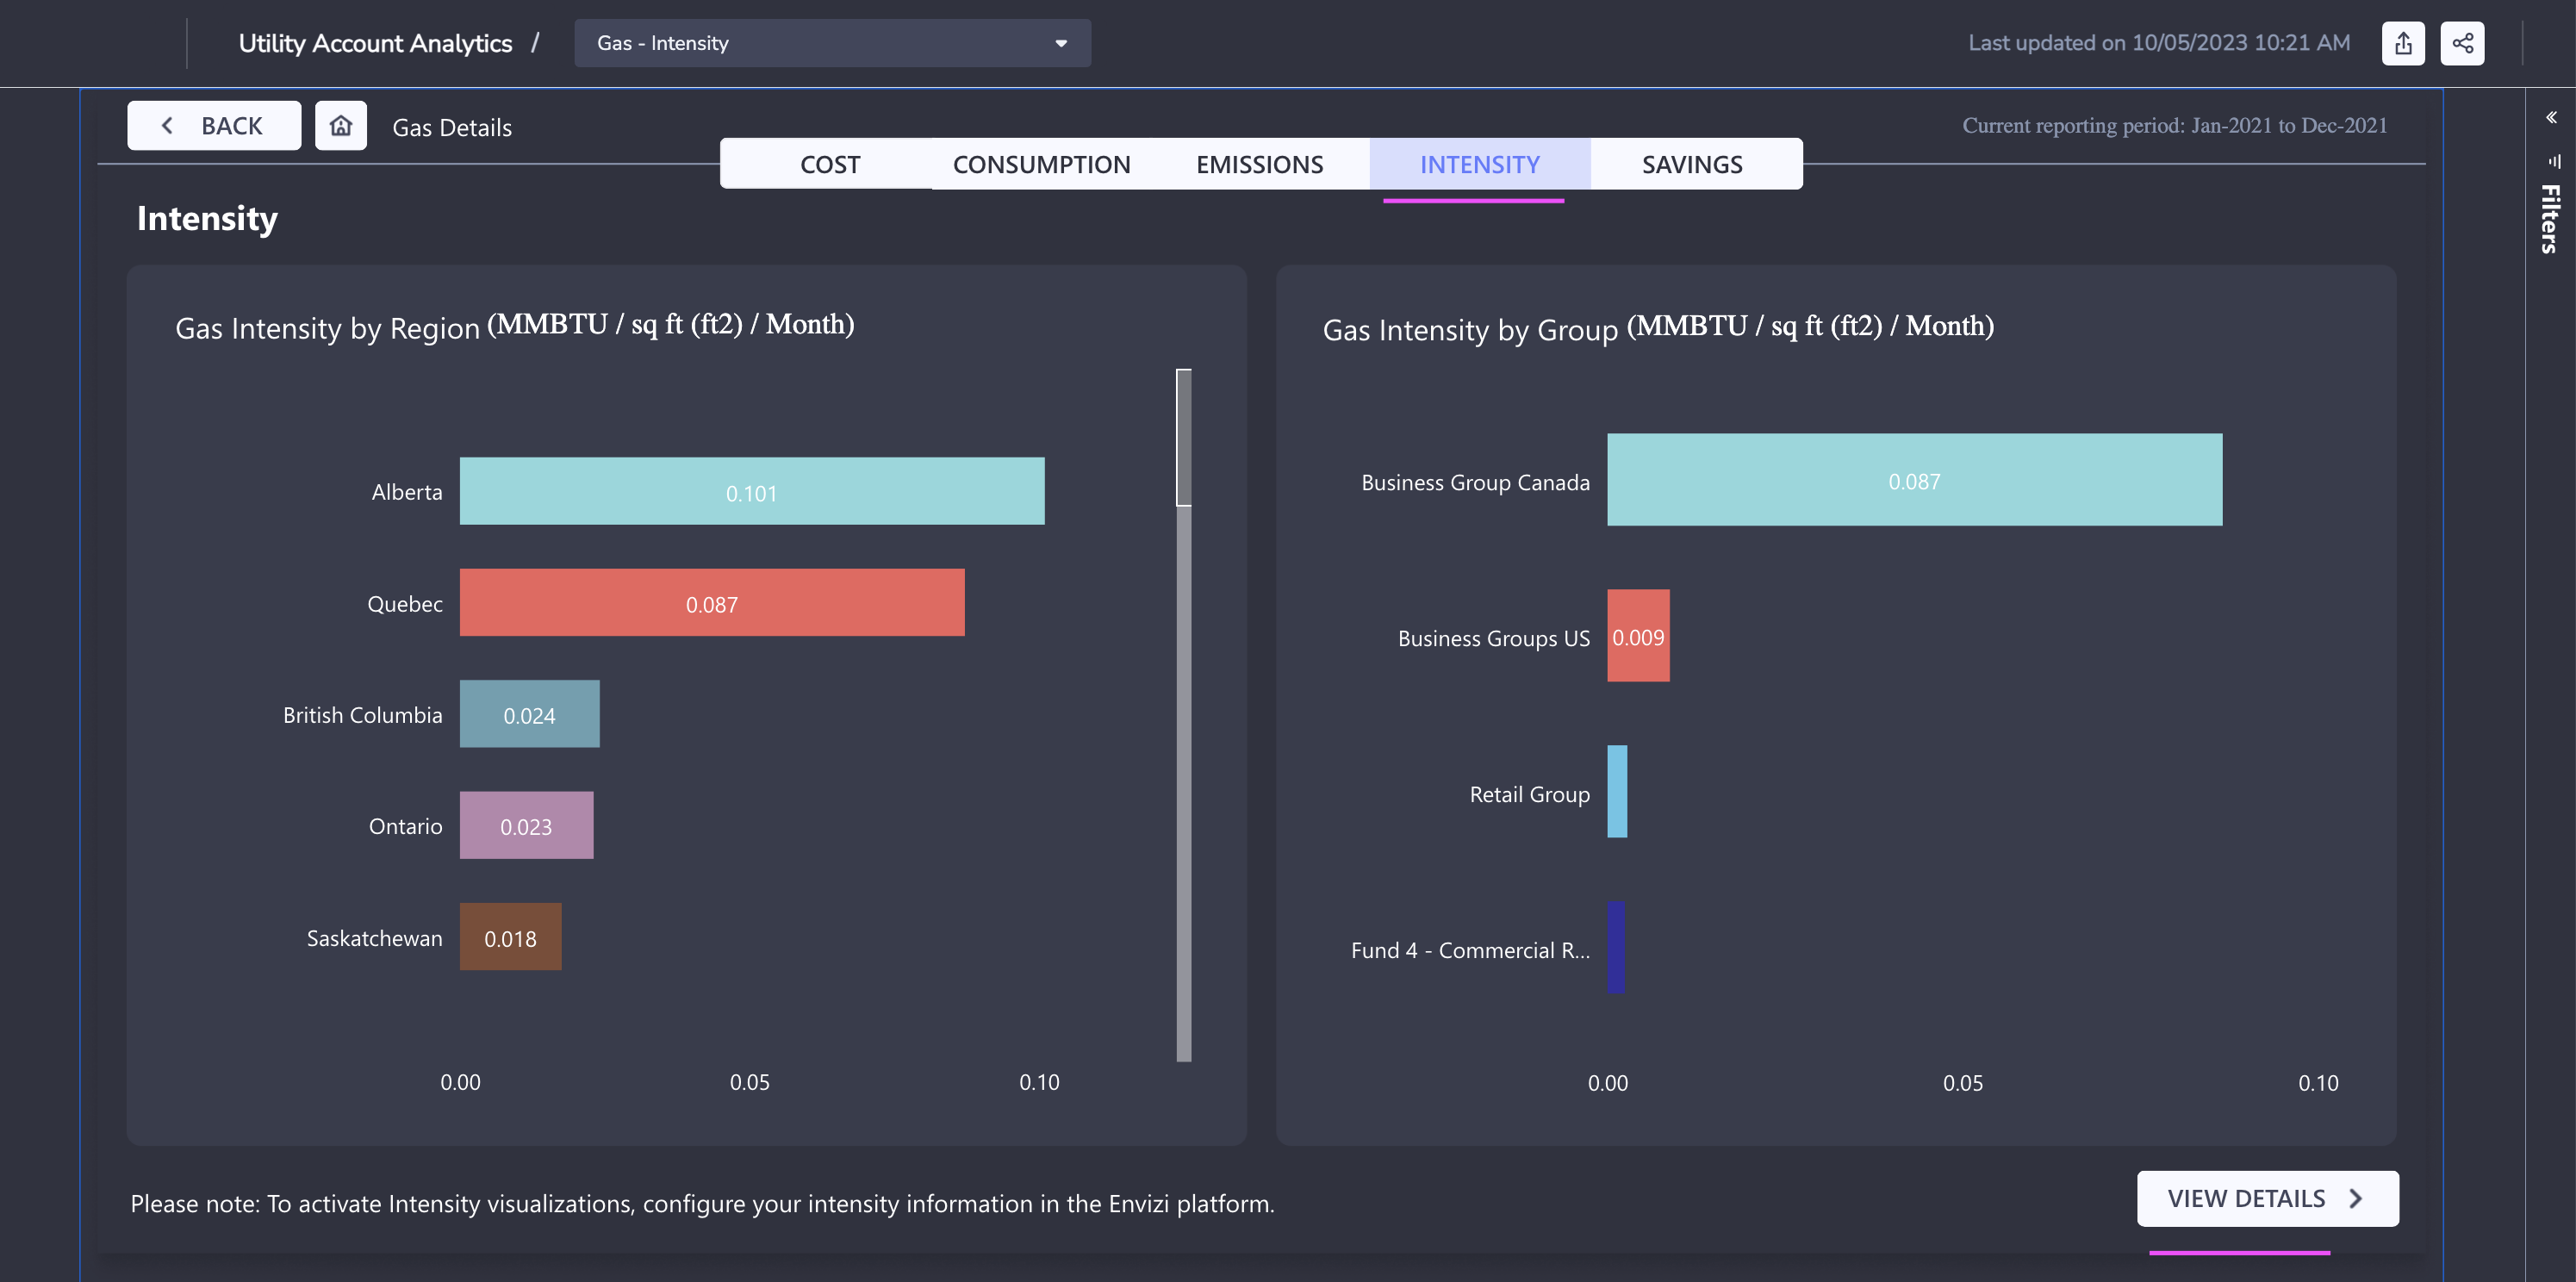 Utility Account Analytics /
Gas - Intensity
Last updated on 10/05/2023 10:21 AM
BACK
Gas Details
Current reporting period: Jan-2021 to Dec-2021
COST
CONSUMPTION
EMISSIONS
INTENSITY
SAVINGS
Filters
Intensity
Gas Intensity by Region (MMBTU / sq ft (ft2) / Month)
Alberta
0.101
Quebec
0.087
British Columbia
0.024
Ontario
0.023
Saskatchewan
0.018
0.00
0.05
0.10
Gas Intensity by Group (MMBTU / sq ft (ft2) / Month)
Business Group Canada
0.087
Business Groups US
0.009
Retail Group
Fund 4 - Commercial R...
0.00
0.05
0.10
Please note: To activate Intensity visualizations, configure your intensity information in the Envizi platform.
VIEW DETAILS